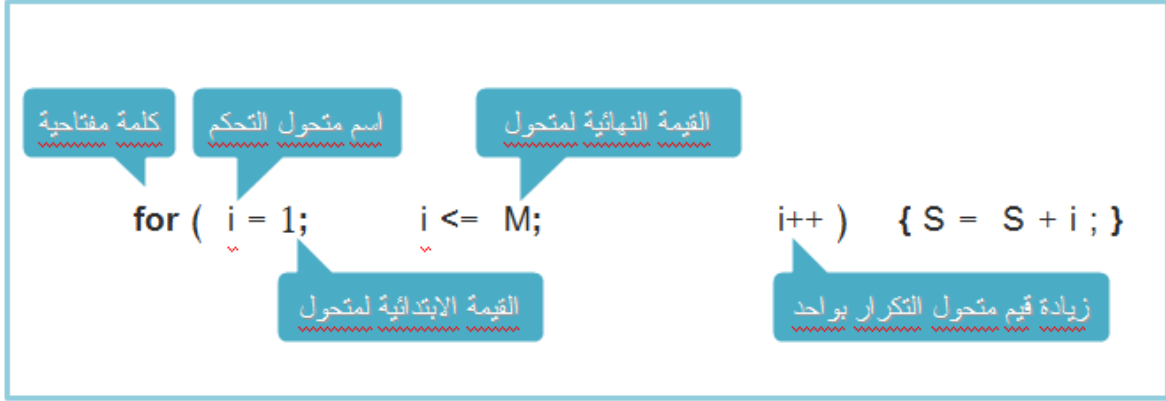 كلمة مفتاحية
اسم متحول التحكم
القيمة النهائية لمتحول
for ( i = 1; i <= M; i++ ) { S = S + i ; }
القيمة الابتدائية لمتحول
زيادة قيم متحول التكرار بواحد